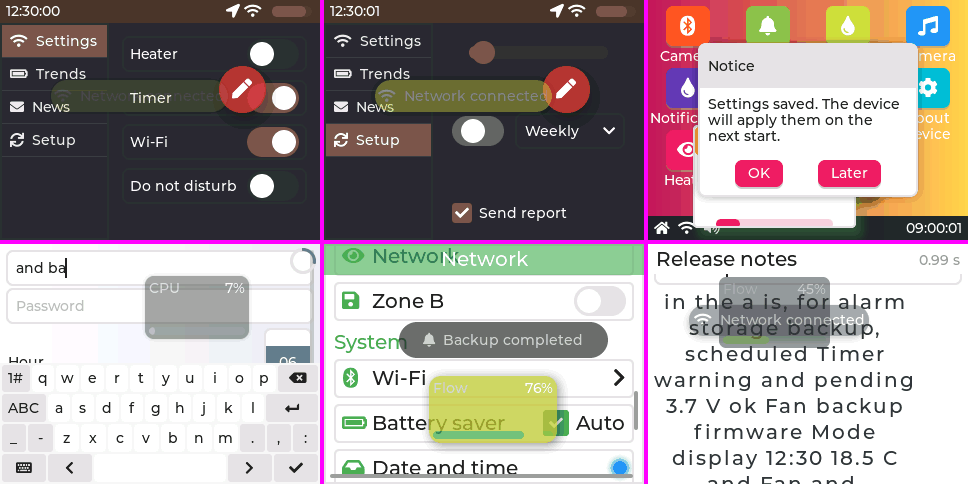 12:30:00
Settings
Trends
News
Setup
Heater
Timer
Wi-Fi
Do not disturb
12:30:01
Settings
Trends
News
Setup
Network connected
Weekly
Send report
Notice
Settings saved. The device
will apply them on the
next start.
OK
Later
09:00:01
and ba
Password
Hour
06
CPU
7%
1#
q w e r t y u i o p
ABC
a s d f g h j k l
_ - z x c v b n m . , :
Network
Network
Zone B
System
Backup completed
Wi-Fi
Flow
76%
Battery saver
Auto
Date and time
Release notes
0.99 s
Flow
45%
Network connected
in the a is, for alarm
storage backup,
scheduled Timer
warning and pending
3.7 V ok Fan backup
firmware Mode
display 12:30 18.5 C
and Fan and